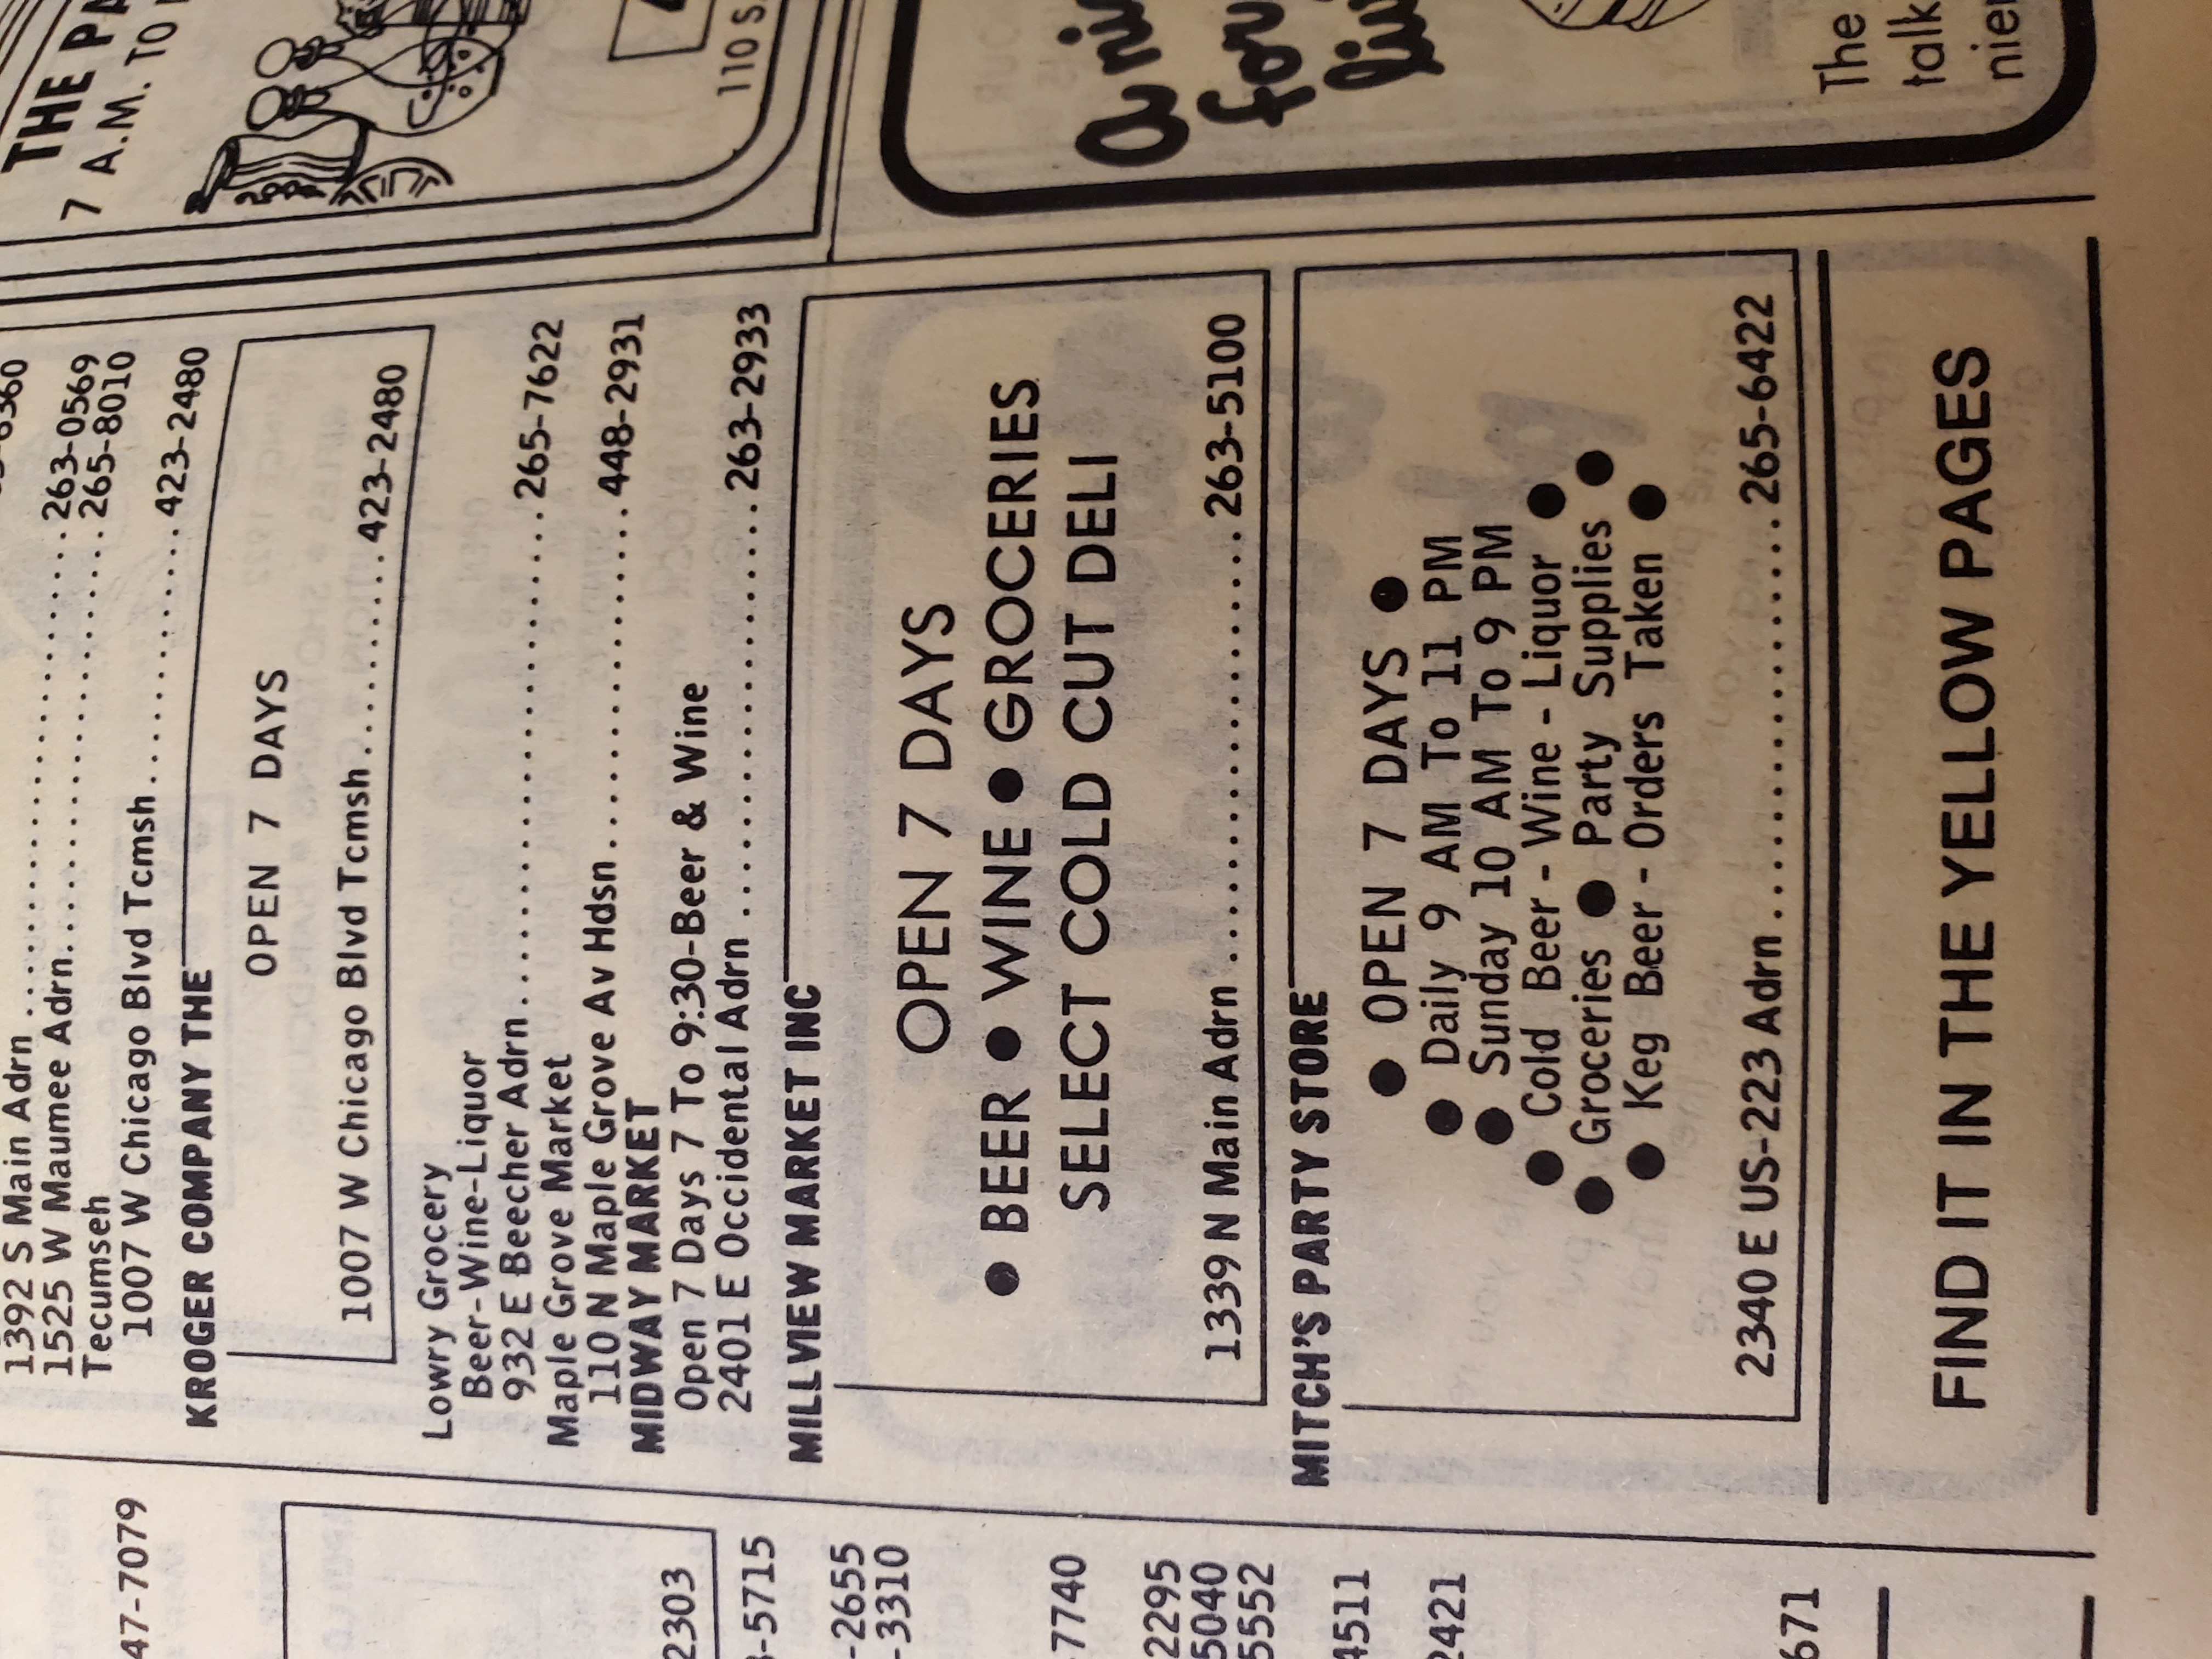 THE PA
7 A.M. TO
110 S.
6360
1392 S Main Adrn
1525 W Maumee Adrn..........263-0569
Tecumseh..........265-8010
1007 W Chicago Blvd Tcmsh..........423-2480
KROGER COMPANY THE
OPEN 7 DAYS
1007 W Chicago Blvd Tcmsh..........423-2480
Lowry Grocery
Beer-Wine-Liquor
932 E Beecher Adrn..........265-7622
Maple Grove Market
110 N Maple Grove Av Hdsn..........448-2931
MIDWAY MARKET
Open 7 Days 7 To 9:30-Beer & Wine
2401 E Occidental Adrn..........263-2933
MILLVIEW MARKET INC
OPEN 7 DAYS
● BEER ● WINE ● GROCERIES
SELECT COLD CUT DELI
1339 N Main Adrn..........263-5100
MITCH'S PARTY STORE
● OPEN 7 DAYS ●
● Daily 9 AM To 11 PM
● Sunday 10 AM To 9 PM
● Cold Beer - Wine - Liquor ●
● Groceries ● Party Supplies ●
● Keg Beer - Orders Taken ●
2340 E US-223 Adrn..........265-6422
FIND IT IN THE YELLOW PAGES
47-7079
2303
-5715
-2655
-3310
-7740
2295
5040
5552
4511
2421
671
The
talk
nier